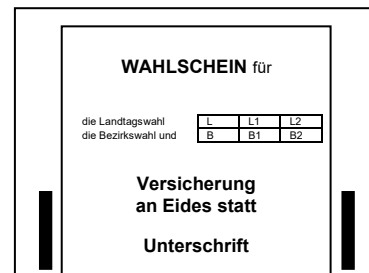 WAHLSCHEIN für
die Landtagswahl L L1 L2
die Bezirkswahl und B B1 B2
Versicherung
an Eides statt
Unterschrift